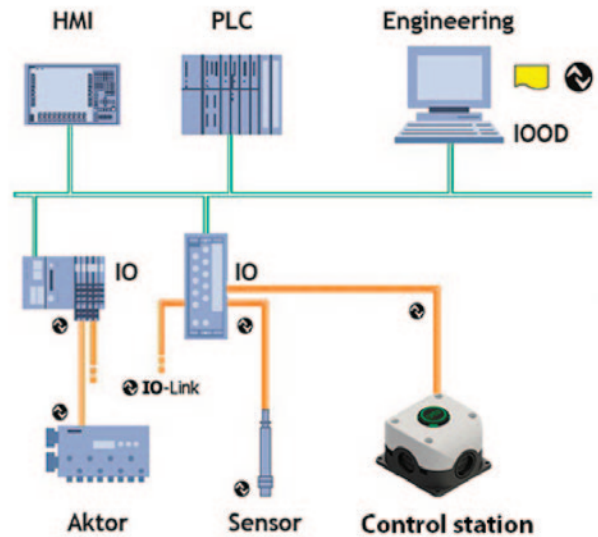 HMI
PLC
Engineering
IOOD
IO
IO
IO-Link
Aktor
Sensor
Control station